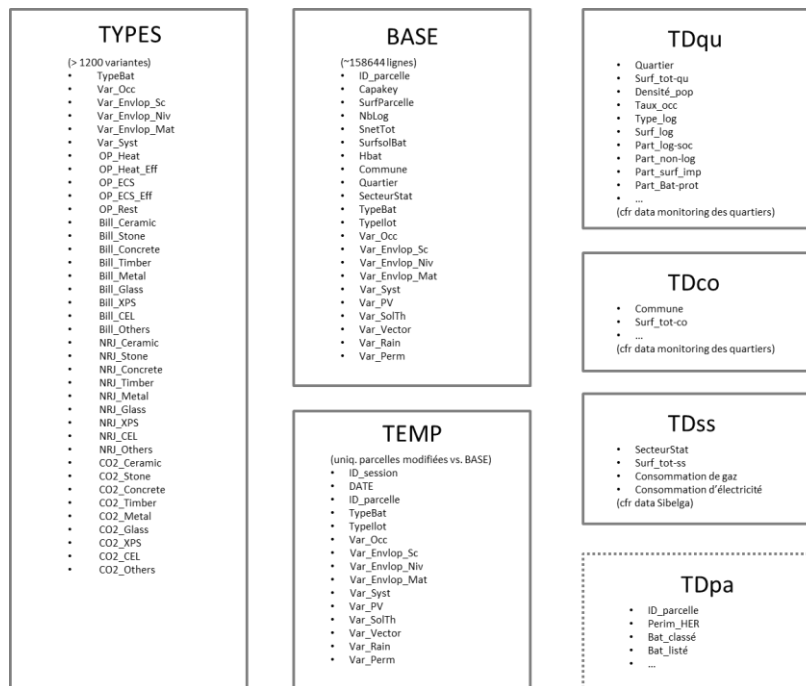 TYPES
(> 1200 variantes)
• TypeBat
• Var_Occ
• Var_Envlop_Sc
• Var_Envlop_Niv
• Var_Envlop_Mat
• Var_Syst
• OP_Heat
• OP_Heat_Eff
• OP_ECS
• OP_ECS_Eff
• OP_Rest
• Bill_Ceramic
• Bill_Stone
• Bill_Concrete
• Bill_Timber
• Bill_Metal
• Bill_Glass
• Bill_XPS
• Bill_CEL
• Bill_Others
• NRJ_Ceramic
• NRJ_Stone
• NRJ_Concrete
• NRJ_Timber
• NRJ_Metal
• NRJ_Glass
• NRJ_XPS
• NRJ_CEL
• NRJ_Others
• CO2_Ceramic
• CO2_Stone
• CO2_Concrete
• CO2_Timber
• CO2_Metal
• CO2_Glass
• CO2_XPS
• CO2_CEL
• CO2_Others
BASE
(~158644 lignes)
• ID_parcelle
• Capakey
• SurfParcelle
• NbLog
• SnetTot
• SurfsolBat
• Hbat
• Commune
• Quartier
• SecteurStat
• TypeBat
• TypeIlot
• Var_Occ
• Var_Envlop_Sc
• Var_Envlop_Niv
• Var_Envlop_Mat
• Var_Syst
• Var_PV
• Var_SolTh
• Var_Vector
• Var_Rain
• Var_Perm
TEMP
(uniq. parcelles modifiées vs. BASE)
• ID_session
• DATE
• ID_parcelle
• TypeBat
• TypeIlot
• Var_Occ
• Var_Envlop_Sc
• Var_Envlop_Niv
• Var_Envlop_Mat
• Var_Syst
• Var_PV
• Var_SolTh
• Var_Vector
• Var_Rain
• Var_Perm
TDqu
• Quartier
• Surf_tot-qu
• Densité_pop
• Taux_occ
• Type_log
• Surf_log
• Part_log-soc
• Part_non-log
• Part_surf_imp
• Part_Bat-prot
• ...
(cfr data monitoring des quartiers)
TDco
• Commune
• Surf_tot-co
• ...
(cfr data monitoring des quartiers)
TDss
• SecteurStat
• Surf_tot-ss
• Consommation de gaz
• Consommation d'électricité
(cfr data Sibelga)
TDpa
• ID_parcelle
• Perim_HER
• Bat_classé
• Bat_listé
• ...